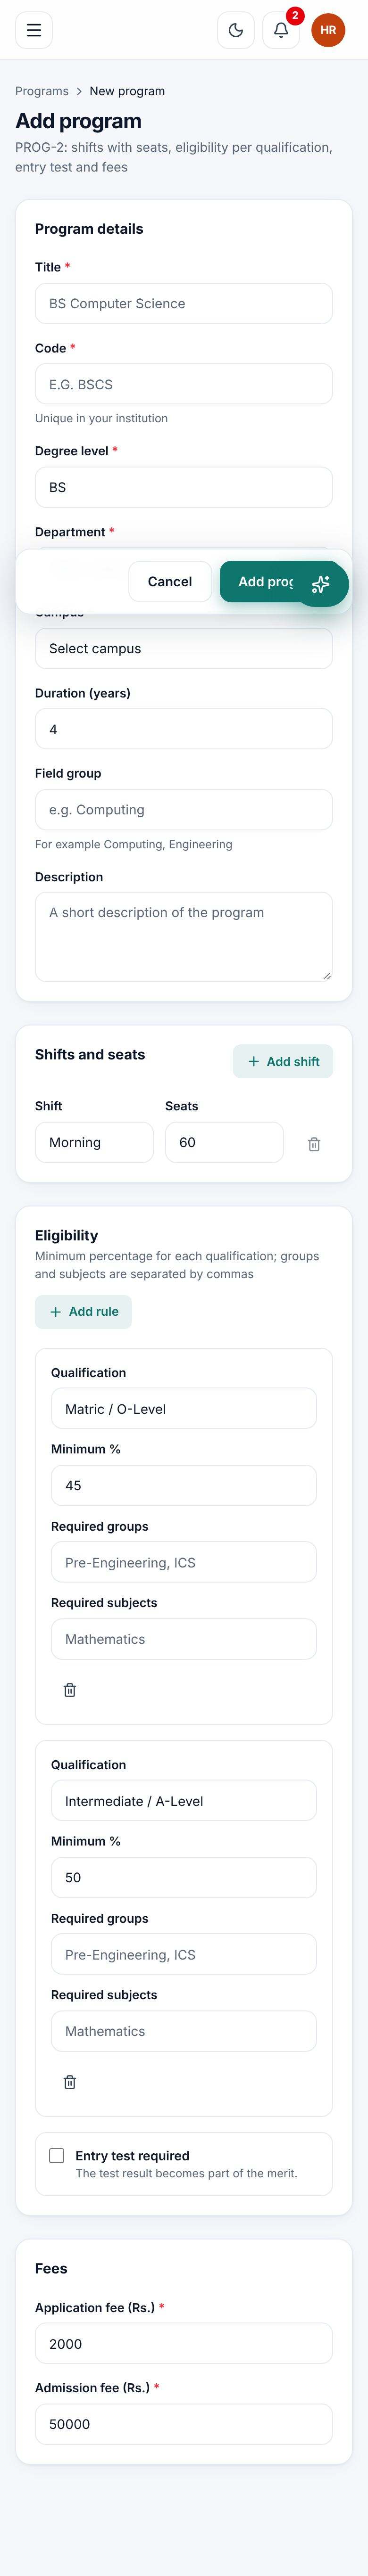 2
HR
Programs > New program
Add program
PROG-2: shifts with seats, eligibility per qualification,
entry test and fees
Program details
Title *
BS Computer Science
Code *
E.G. BSCS
Unique in your institution
Degree level *
BS
Department *
Cancel
Add prog
Campus
Select campus
Duration (years)
4
Field group
e.g. Computing
For example Computing, Engineering
Description
A short description of the program
Shifts and seats
+ Add shift
Shift Seats
Morning 60
Eligibility
Minimum percentage for each qualification; groups
and subjects are separated by commas
+ Add rule
Qualification
Matric / O-Level
Minimum %
45
Required groups
Pre-Engineering, ICS
Required subjects
Mathematics
Qualification
Intermediate / A-Level
Minimum %
50
Required groups
Pre-Engineering, ICS
Required subjects
Mathematics
Entry test required
The test result becomes part of the merit.
Fees
Application fee (Rs.) *
2000
Admission fee (Rs.) *
50000